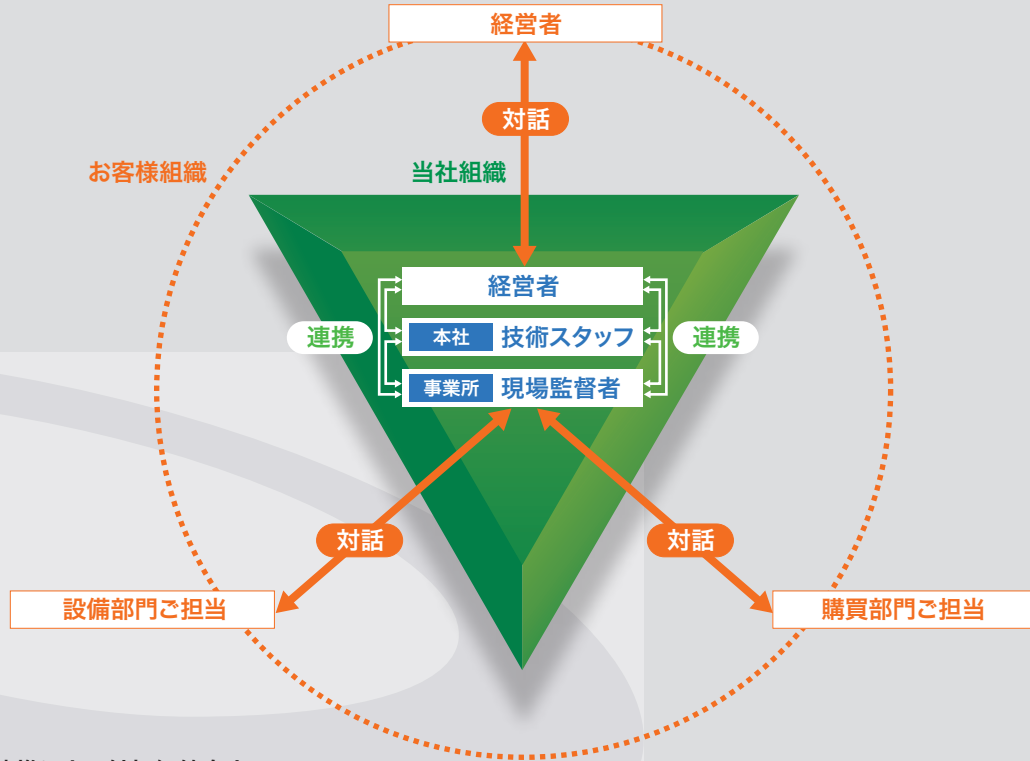 経営者
対話
お客様組織
当社組織
経営者
連携
本社 技術スタッフ
連携
事業所 現場監督者
対話
対話
設備部門ご担当
購買部門ご担当